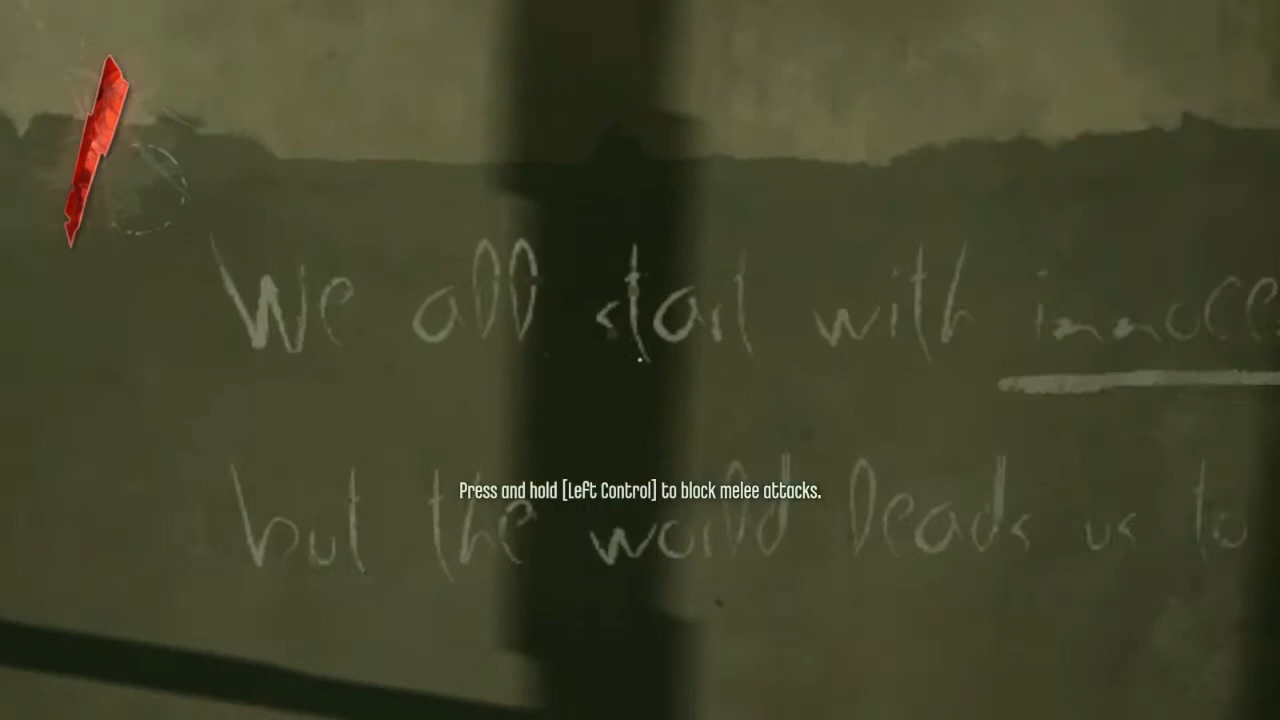 We all start with innoce
but the world leads us to
Press and hold [Left Control] to block melee attacks.